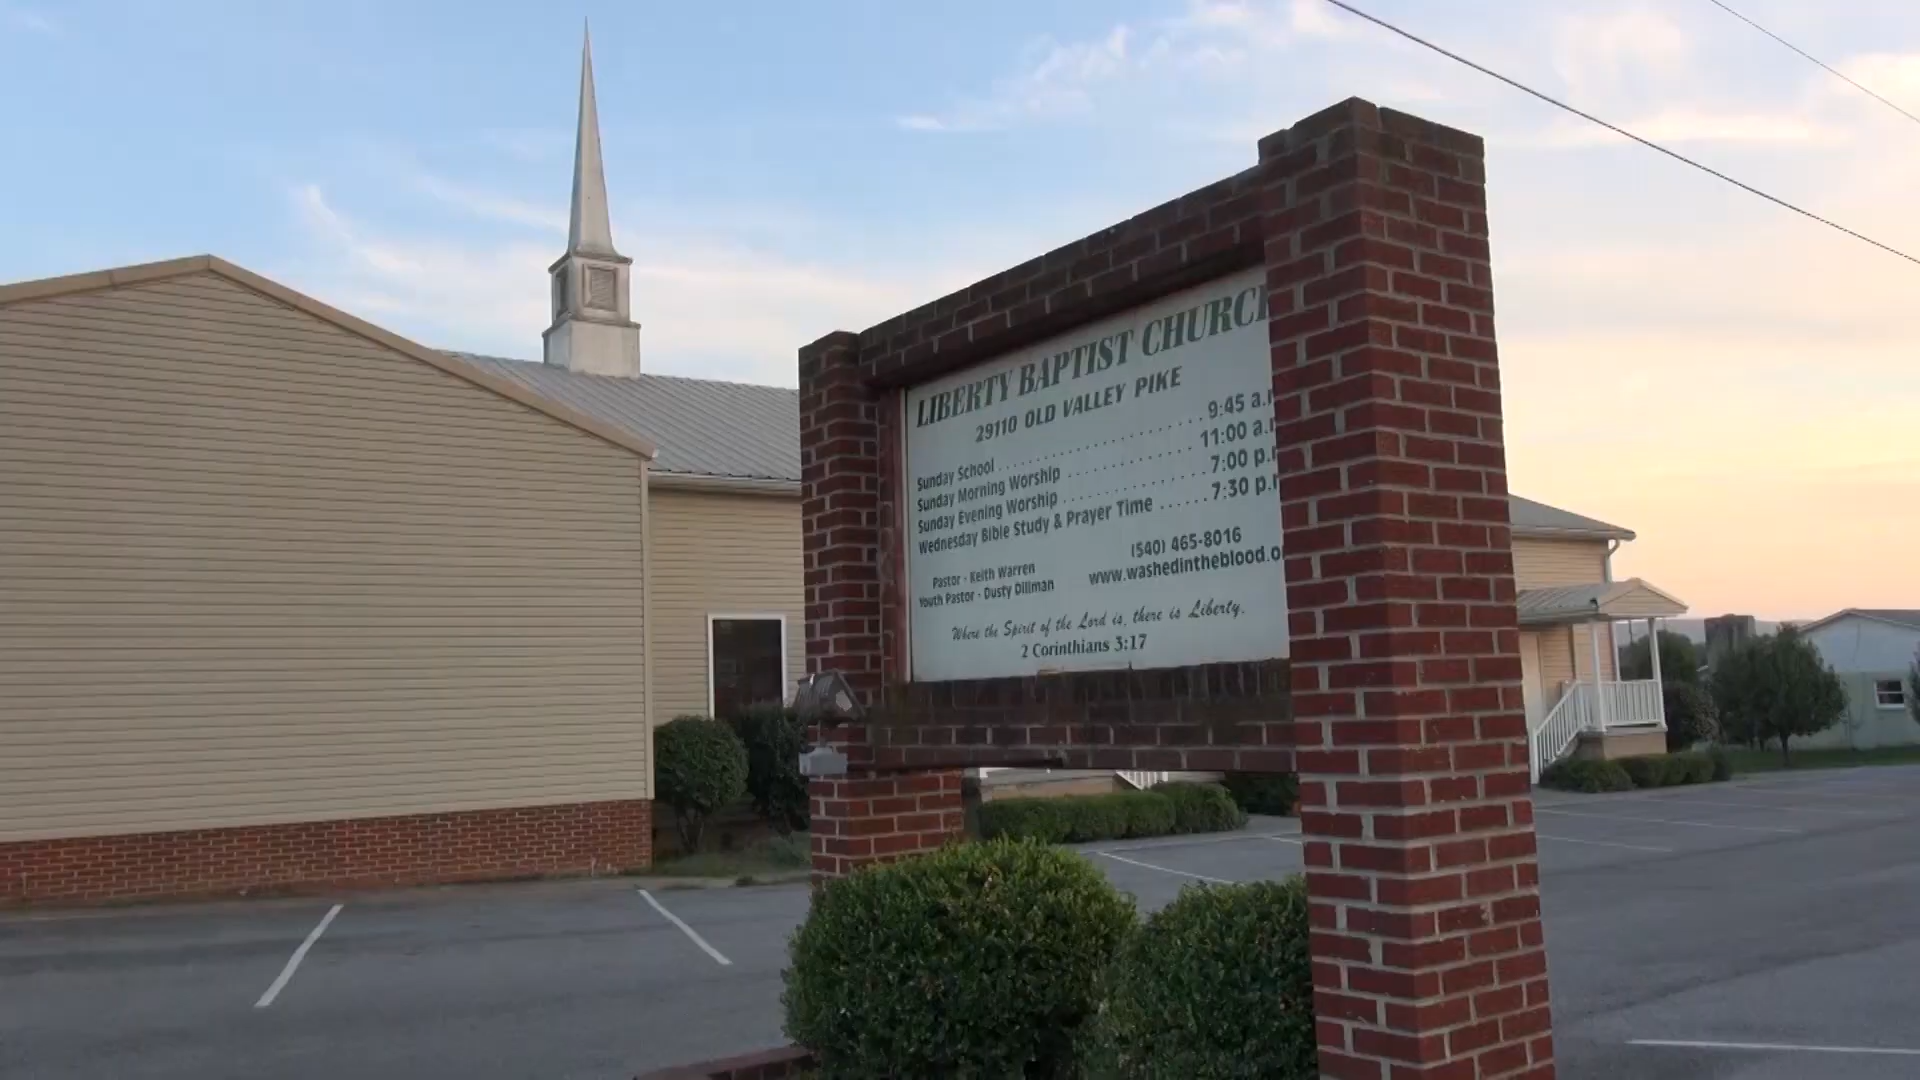 LIBERTY BAPTIST CHURC
29110 OLD VALLEY PIKE
Sunday School . . . . . . . . . . . . . . . . . . . . . . 9:45 a.
Sunday Morning Worship . . . . . . . . . . . . . . 11:00 a.
Sunday Evening Worship . . . . . . . . . . . . . . 7:00 p.
Wednesday Bible Study & Prayer Time . . . . . . 7:30 p.
(540) 465-8016
www.washedintheblood.o
Pastor - Keith Warren
Youth Pastor - Dusty Dillman
Where the Spirit of the Lord is, there is Liberty.
2 Corinthians 3:17